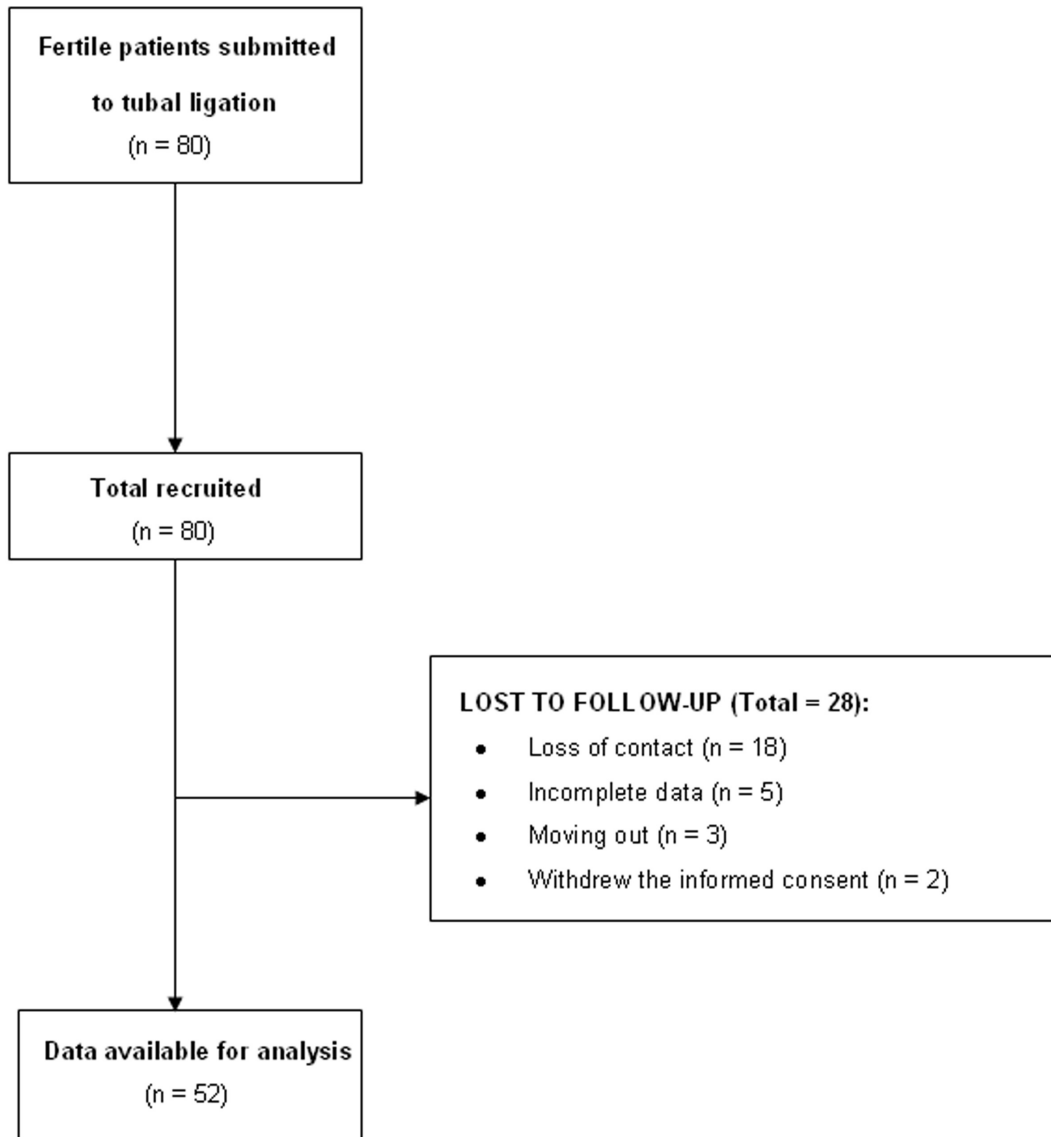 Fertile patients submitted
to tubal ligation
(n = 80)
Total recruited
(n = 80)
LOST TO FOLLOW-UP (Total = 28):
• Loss of contact (n = 18)
• Incomplete data (n = 5)
• Moving out (n = 3)
• Withdrew the informed consent (n = 2)
Data available for analysis
(n = 52)